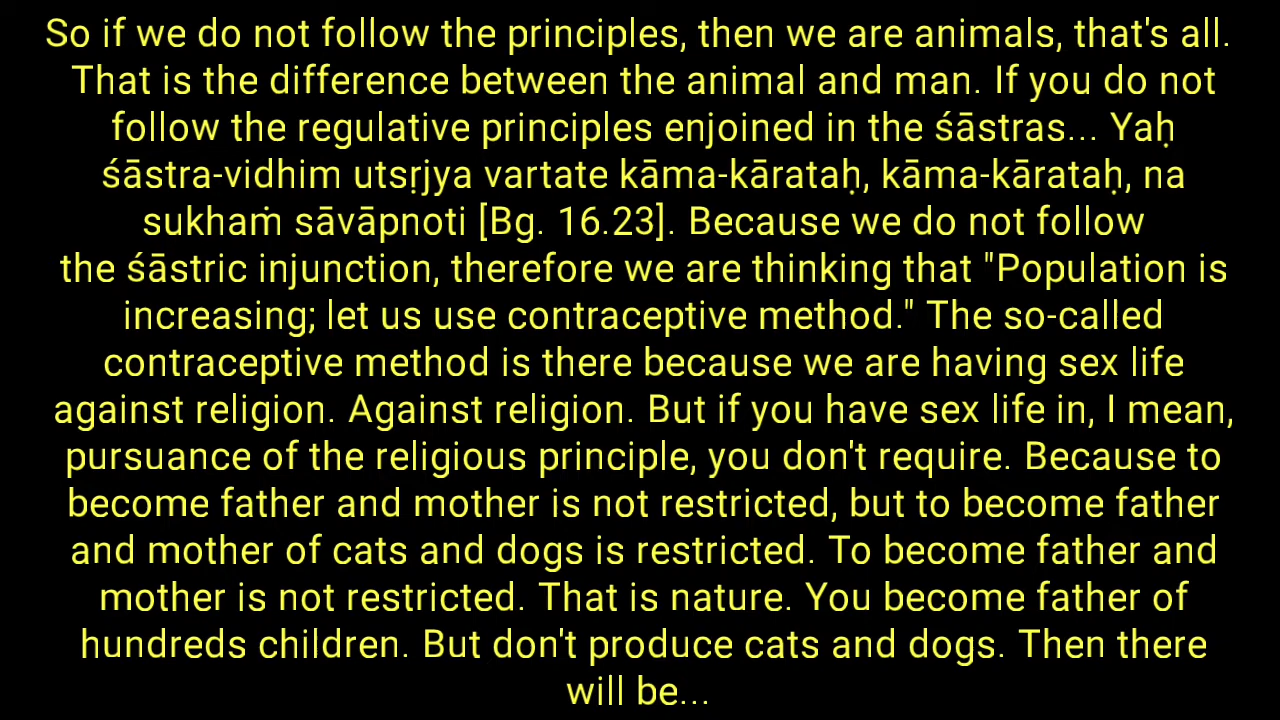 So if we do not follow the principles, then we are animals, that's all.
That is the difference between the animal and man. If you do not
follow the regulative principles enjoined in the śāstras... Yaḥ
śāstra-vidhim utsṛjya vartate kāma-kārataḥ, kāma-kārataḥ, na
sukhaṁ sāvāpnoti [Bg. 16.23]. Because we do not follow
the śāstric injunction, therefore we are thinking that "Population is
increasing; let us use contraceptive method." The so-called
contraceptive method is there because we are having sex life
against religion. Against religion. But if you have sex life in, I mean,
pursuance of the religious principle, you don't require. Because to
become father and mother is not restricted, but to become father
and mother of cats and dogs is restricted. To become father and
mother is not restricted. That is nature. You become father of
hundreds children. But don't produce cats and dogs. Then there
will be...